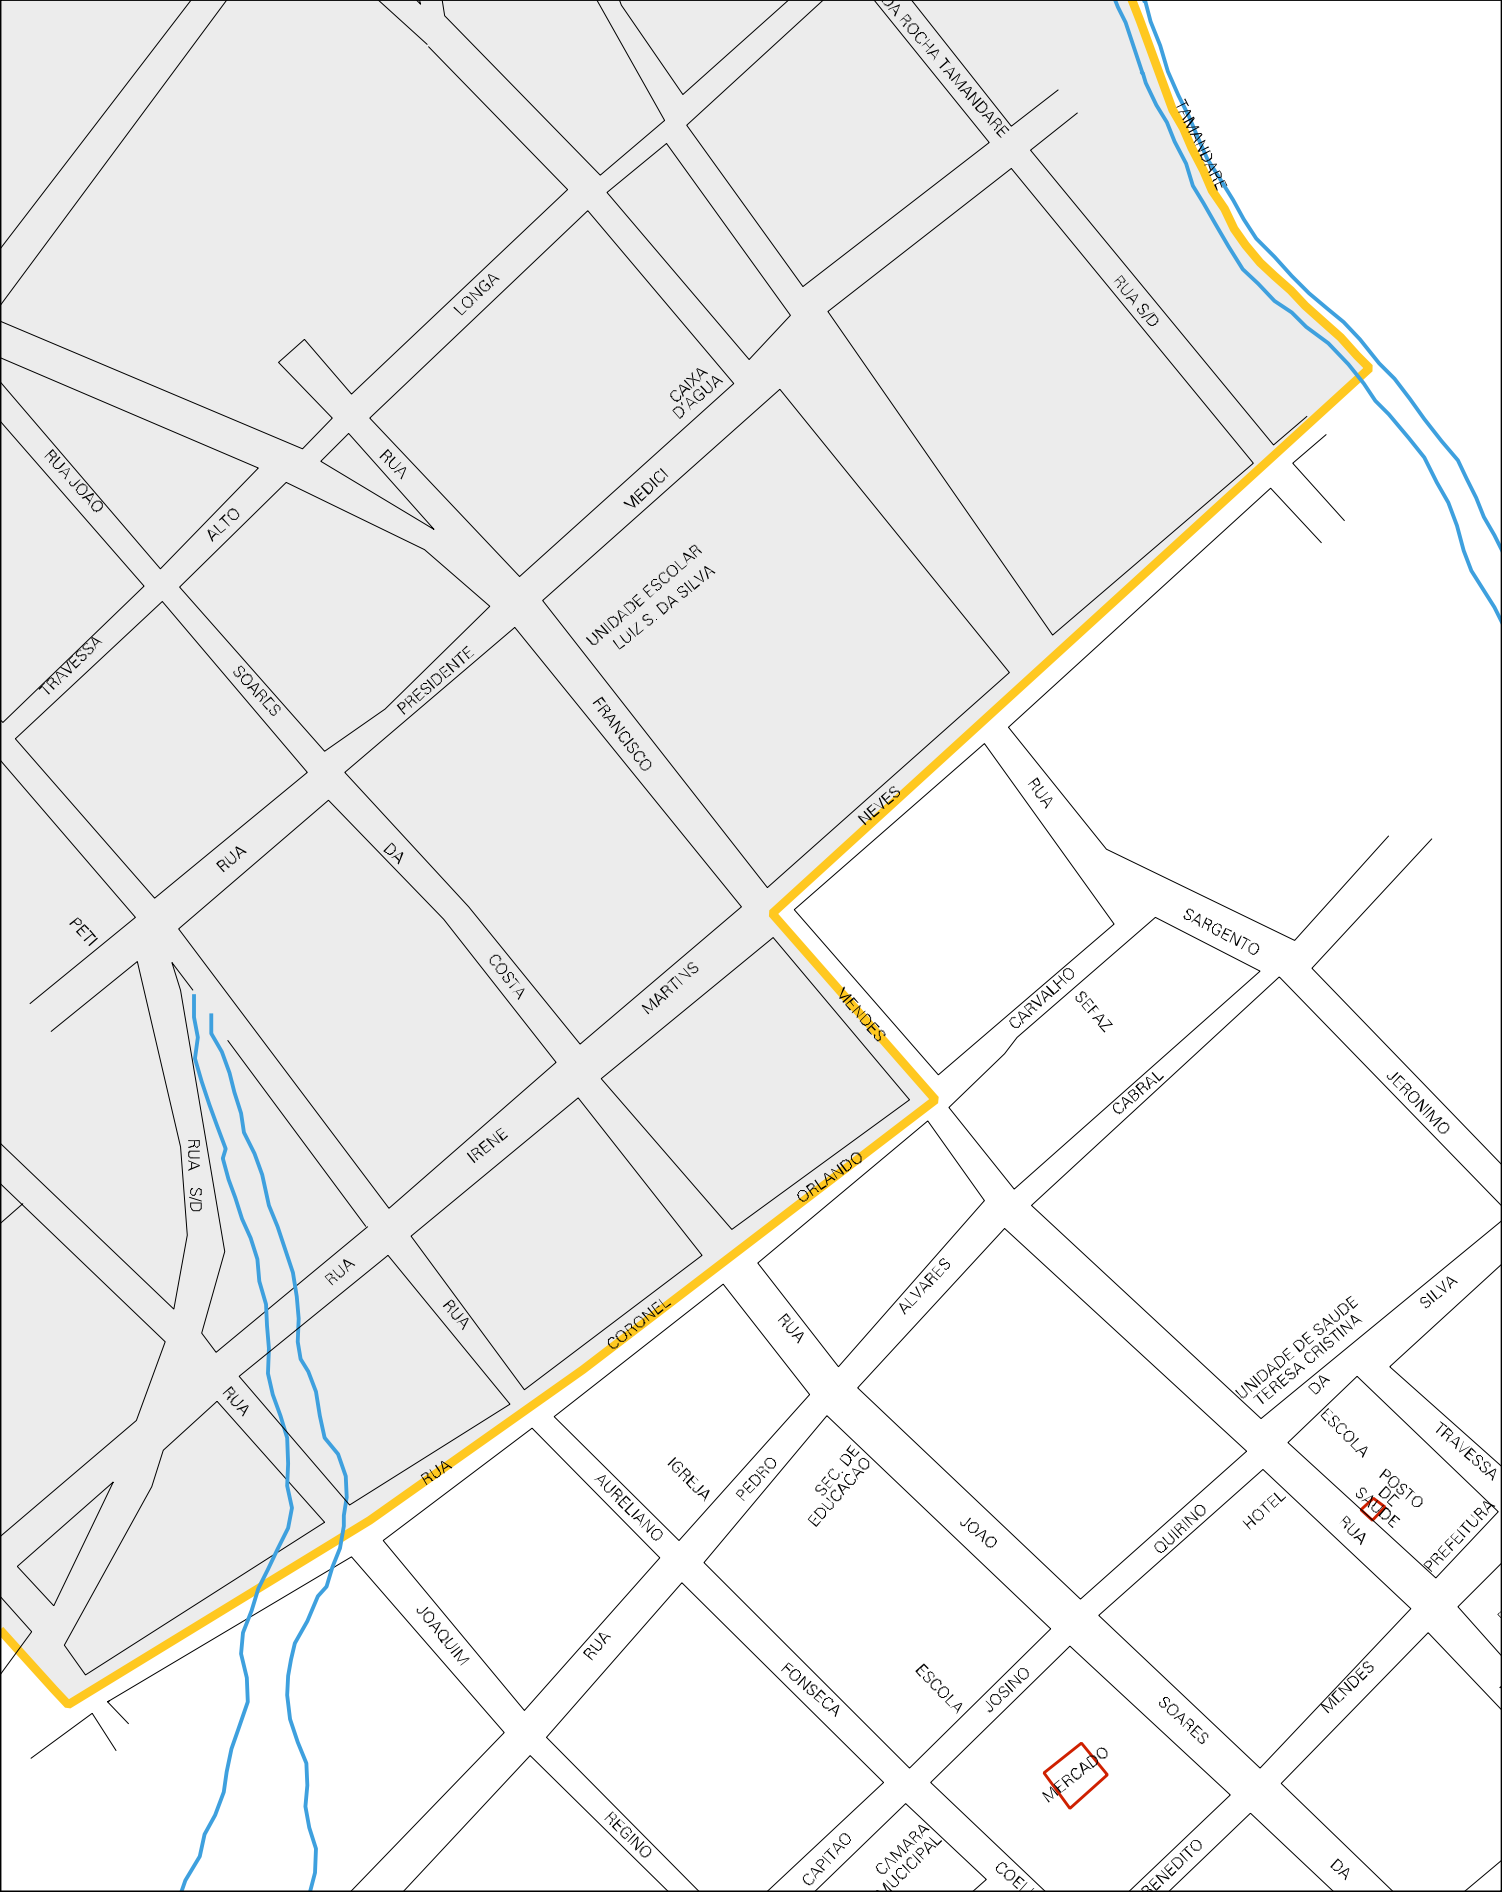 DA ROCHA TAMANDARE
TAMANDARE
LONGA
RUA S/D
CAIXA
D'AGUA
RUA
RUA JOAO
MEDICI
ALTO
UNIDADE ESCOLAR
LUIZ S. DA SILVA
TRAVESSA
SOARES
PRESIDENTE
FRANCISCO
NEVES
RUA
RUA
DA
PETI
SARGENTO
COSTA
MARTINS
MENDES
CARVALHO
SEFAZ
CABRAL
JERONIMO
IRENE
RUA S/D
ORLANDO
RUA
RUA
CORONEL
RUA
ALVARES
SILVA
UNIDADE DE SAUDE
TERESA CRISTINA
DA
RUA
RUA
IGREJA
PEDRO
SEC. DE
EDUCACAO
AURELIANO
ESCOLA
TRAVESSA
POSTO
DE
SAUDE
HOTEL
RUA
PREFEITURA
QUIRINO
JOAO
JOAQUIM
RUA
FONSECA
ESCOLA
JOSINO
SOARES
MENDES
MERCADO
REGINO
CAPITAO
CAMARA
MUCICIPAL
BENEDITO
DA